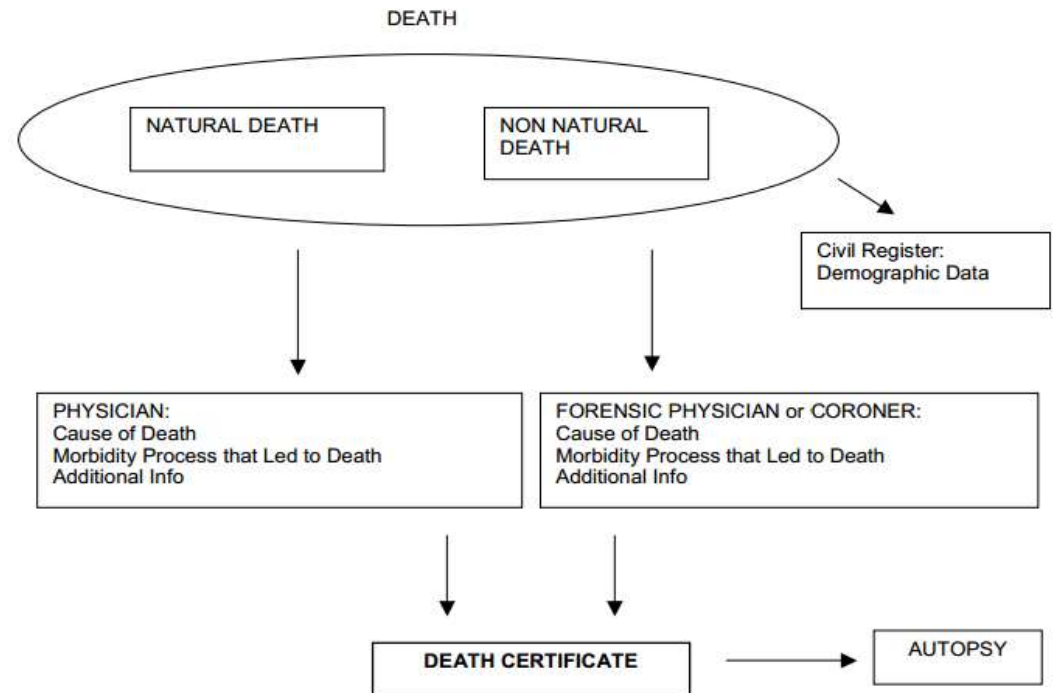 DEATH
NATURAL DEATH
NON NATURAL
DEATH
Civil Register:
Demographic Data
PHYSICIAN:
Cause of Death
Morbidity Process that Led to Death
Additional Info
FORENSIC PHYSICIAN or CORONER:
Cause of Death
Morbidity Process that Led to Death
Additional Info
DEATH CERTIFICATE
AUTOPSY